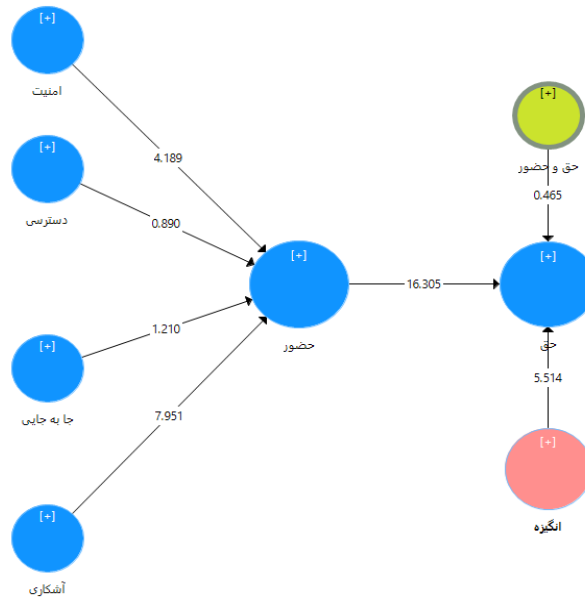 [+]
امنیت
[+]
دسترسی
[+]
جا به جایی
[+]
آشکاری
4.189
0.890
1.210
7.951
[+]
حضور
16.305
[+]
حق و حضور
0.465
[+]
حق
5.514
[+]
انگیزه